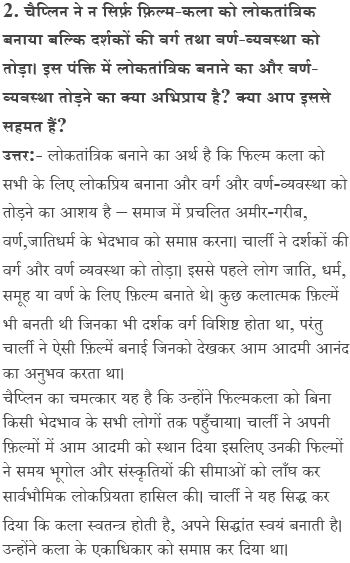 2. चैप्लिन ने न सिर्फ़ फ़िल्म-कला को लोकतांत्रिक
बनाया बल्कि दर्शकों की वर्ग तथा वर्ण-व्यवस्था को
तोड़ा। इस पंक्ति में लोकतांत्रिक बनाने का और वर्ण-
व्यवस्था तोड़ने का क्या अभिप्राय है? क्या आप इससे
सहमत हैं?
उत्तर:- लोकतांत्रिक बनाने का अर्थ है कि फिल्म कला को
सभी के लिए लोकप्रिय बनाना और वर्ग और वर्ण-व्यवस्था को
तोड़ने का आशय है – समाज में प्रचलित अमीर-गरीब,
वर्ण,जातिधर्म के भेदभाव को समाप्त करना। चार्ली ने दर्शकों की
वर्ग और वर्ण व्यवस्था को तोड़ा। इससे पहले लोग जाति, धर्म,
समूह या वर्ण के लिए फ़िल्म बनाते थे। कुछ कलात्मक फ़िल्में
भी बनती थी जिनका भी दर्शक वर्ग विशिष्ट होता था, परंतु
चार्ली ने ऐसी फ़िल्में बनाई जिनको देखकर आम आदमी आनंद
का अनुभव करता था।
चैप्लिन का चमत्कार यह है कि उन्होंने फिल्मकला को बिना
किसी भेदभाव के सभी लोगों तक पहुँचाया। चार्ली ने अपनी
फ़िल्मों में आम आदमी को स्थान दिया इसलिए उनकी फिल्मों
ने समय भूगोल और संस्कृतियों की सीमाओं को लाँघ कर
सार्वभौमिक लोकप्रियता हासिल की। चार्ली ने यह सिद्ध कर
दिया कि कला स्वतन्त्र होती है, अपने सिद्धांत स्वयं बनाती है।
उन्होंने कला के एकाधिकार को समाप्त कर दिया था।